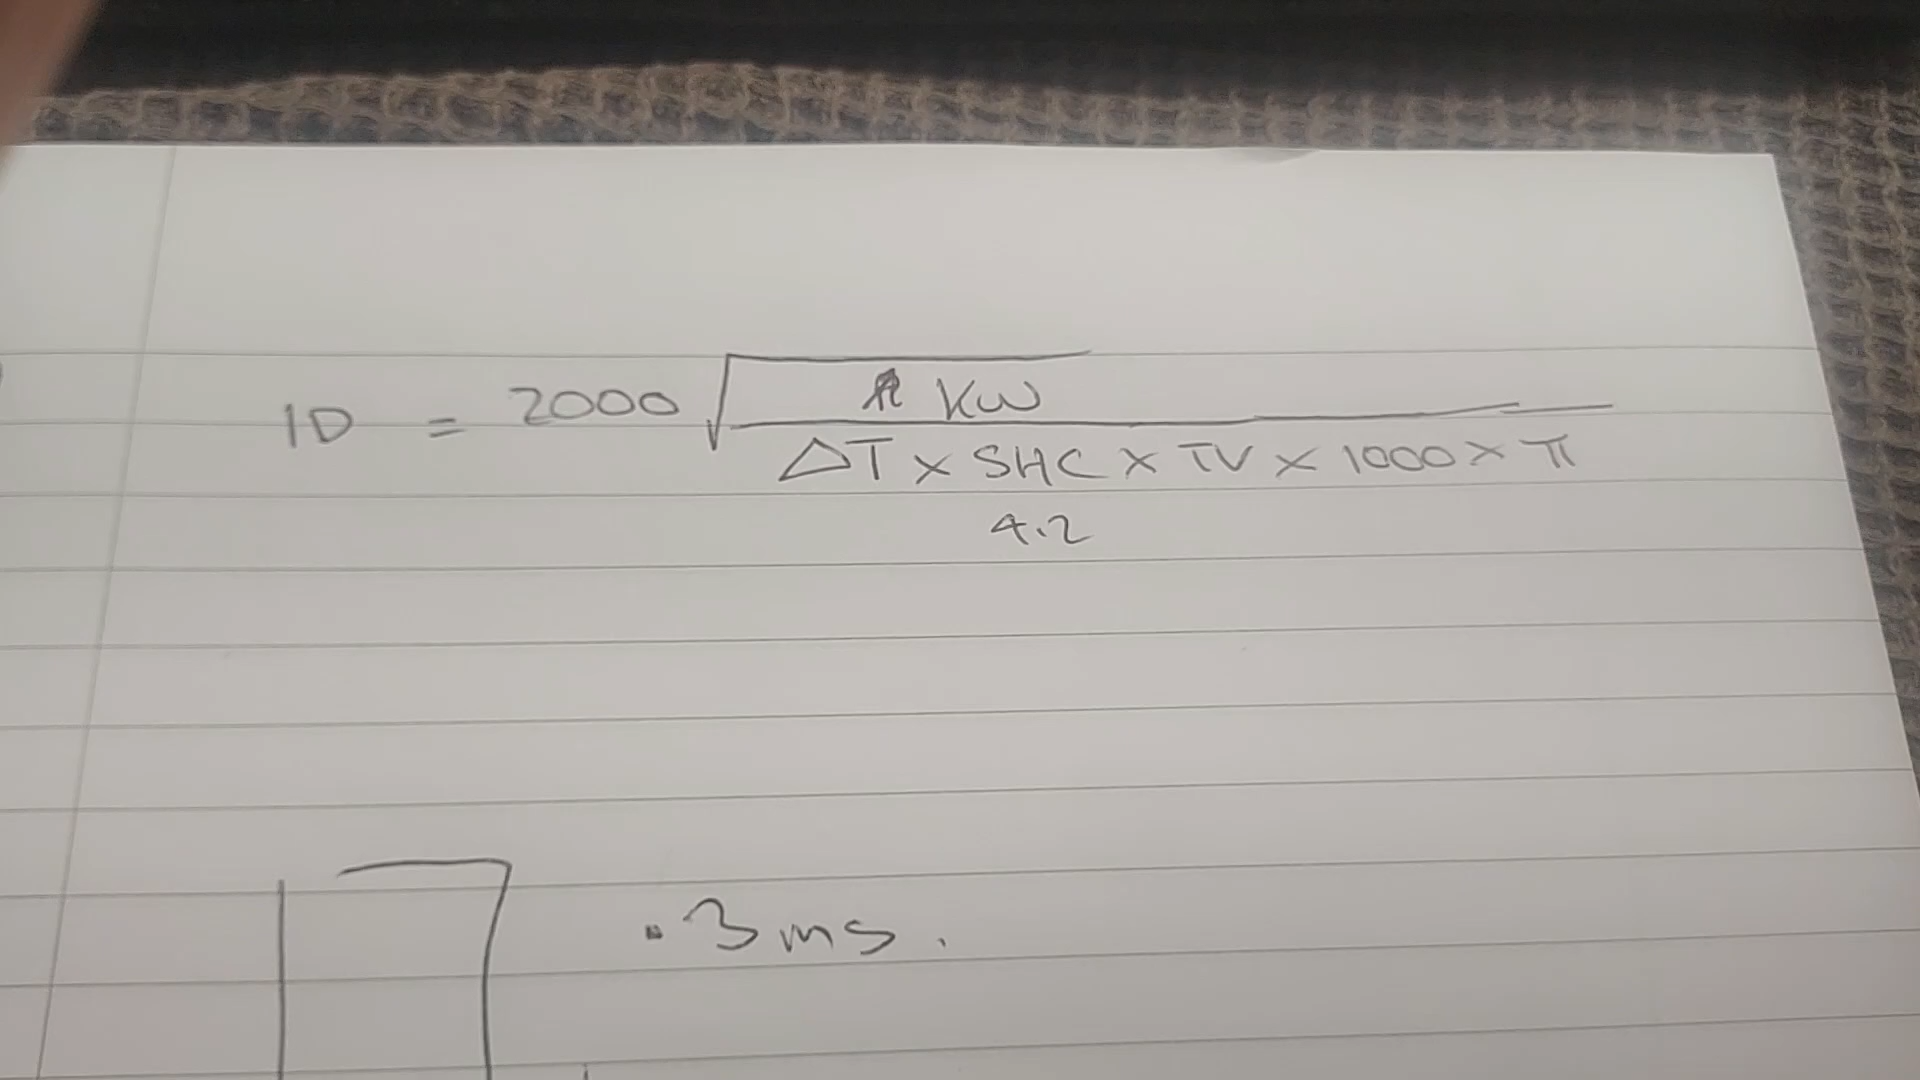 ID = 2000 √ KW
ΔT × SHC × TV × 1000 × π
4.2
.3ms.